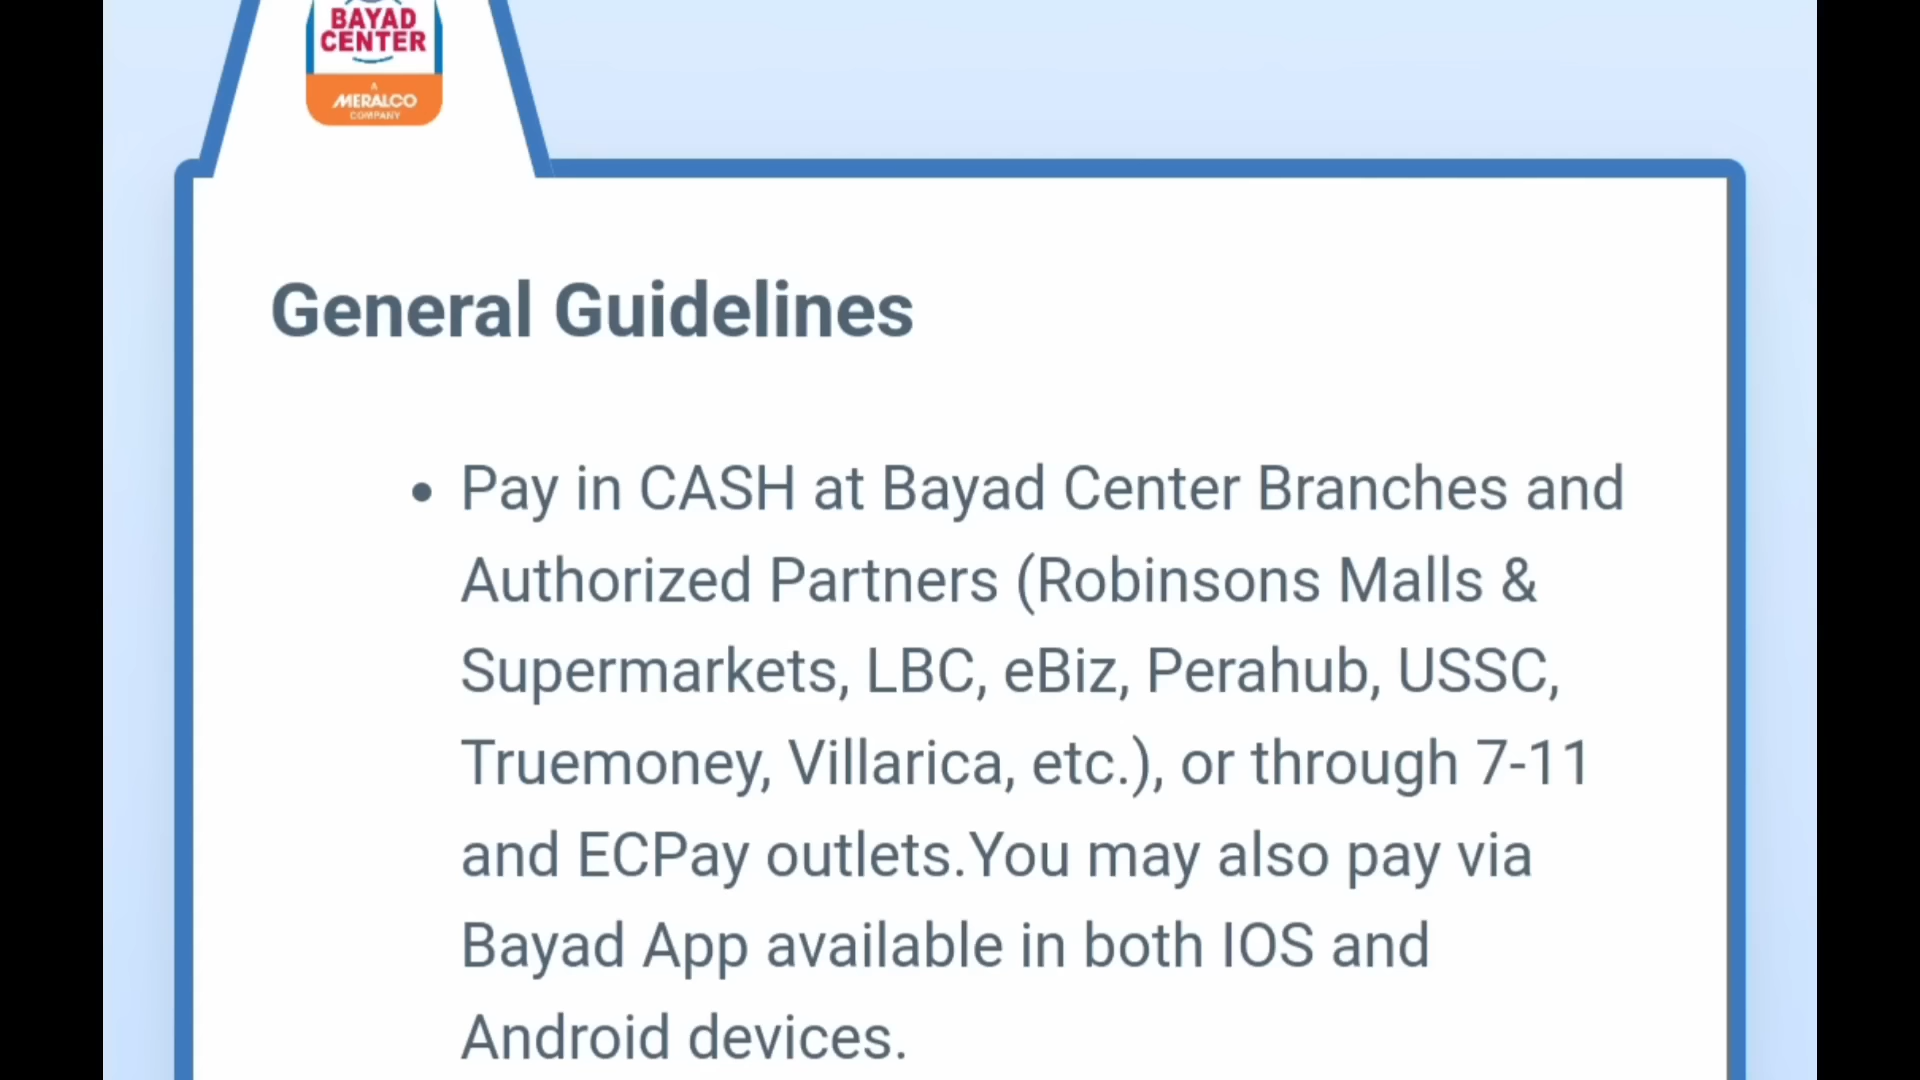 BAYAD
CENTER
A
MERALCO
COMPANY
General Guidelines
• Pay in CASH at Bayad Center Branches and
Authorized Partners (Robinsons Malls &
Supermarkets, LBC, eBiz, Perahub, USSC,
Truemoney, Villarica, etc.), or through 7-11
and ECPay outlets.You may also pay via
Bayad App available in both IOS and
Android devices.